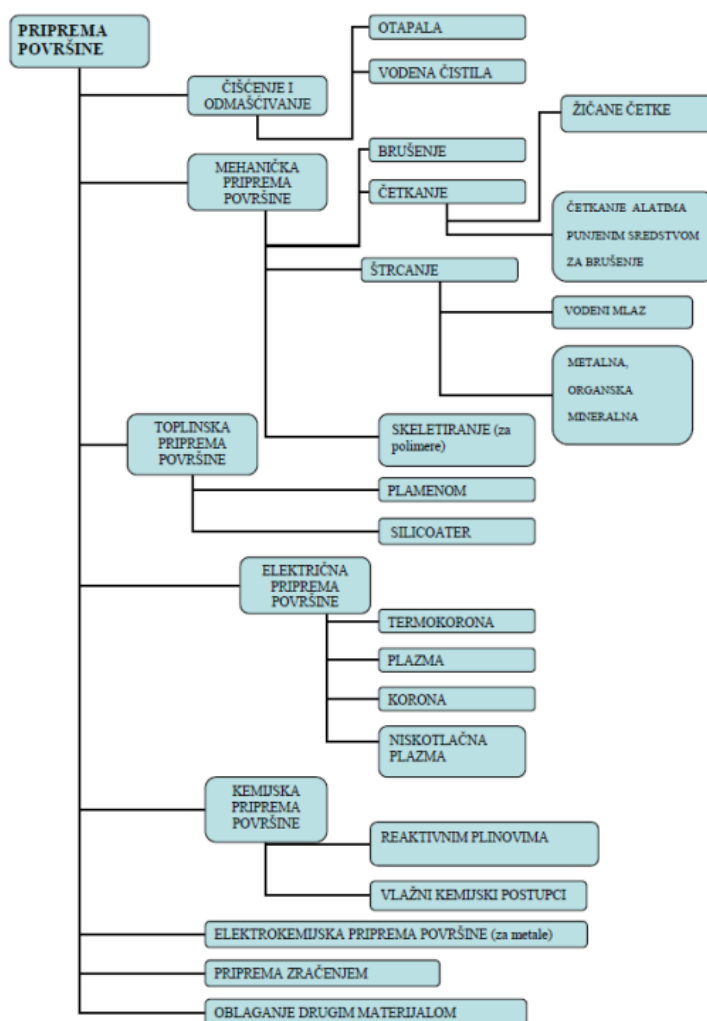 PRIPREMA
POVRŠINE
OTAPALA
VODENA ČISTILA
ČIŠĆENJE I
ODMAŠĆIVANJE
ŽIČANE ČETKE
BRUŠENJE
MEHANIČKA
PRIPREMA
POVRŠINE
ČETKANJE
ČETKANJE ALATIMA
PUNJENIM SREDSTVOM
ZA BRUŠENJE
ŠTRCANJE
VODENI MLAZ
METALNA,
ORGANSKA
MINERALNA
TOPLINSKA
PRIPREMA
POVRŠINE
SKELETIRANJE (za
polimere)
PLAMENOM
SILICOATER
ELEKTRIČNA
PRIPREMA
POVRŠINE
TERMOKORONA
PLAZMA
KORONA
NISKOTLAČNA
PLAZMA
KEMIJSKA
PRIPREMA
POVRŠINE
REAKTIVNIM PLINOVIMA
VLAŽNI KEMIJSKI POSTUPCI
ELEKTROKEMIJSKA PRIPREMA POVRŠINE (za metale)
PRIPREMA ZRAČENJEM
OBLAGANJE DRUGIM MATERIJALOM